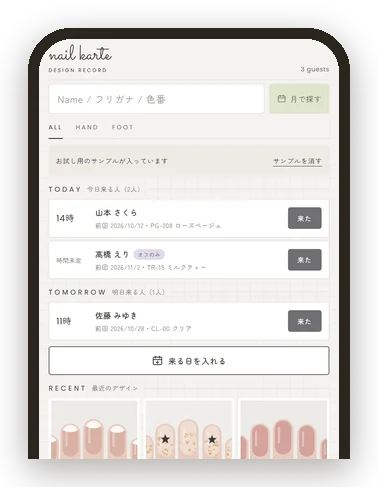 nail karte
DESIGN RECORD
3 guests
Name / フリガナ / 色番
月で探す
ALL HAND FOOT
お試し用のサンプルが入っています サンプルを消す
TODAY 今日来る人（2人）
14時 山本 さくら 来た
前回 2026/10/12・PG-208 ローズベージュ
時間未定 高橋 えり オフのみ 来た
前回 2026/11/2・TR-15 ミルクティー
TOMORROW 明日来る人（1人）
11時 佐藤 みゆき 来た
前回 2026/10/28・CL-00 クリア
来る日を入れる
RECENT 最近のデザイン